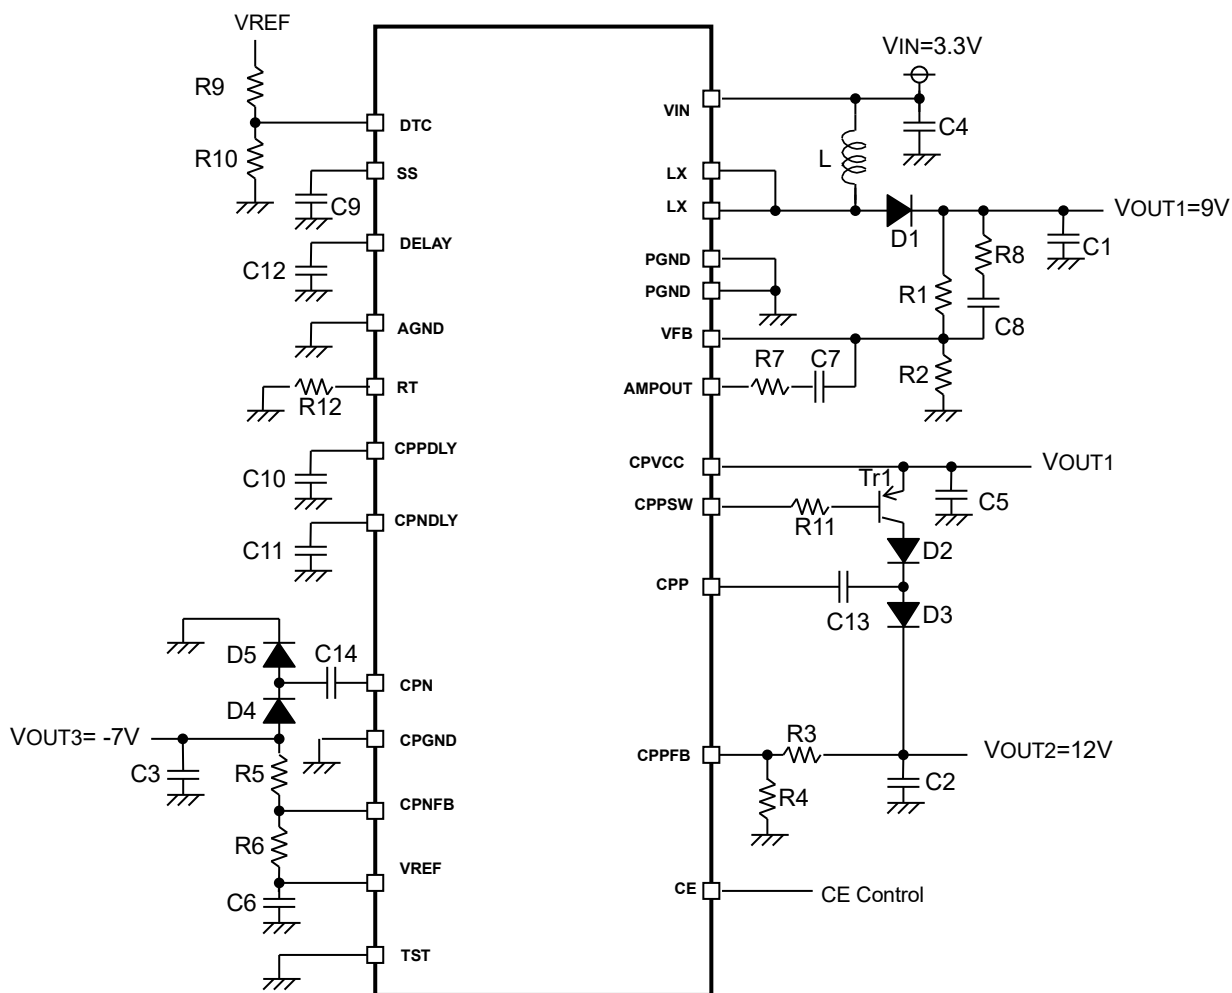 VREF
VIN=3.3V
R9
VIN
C4
DTC
R10
L
SS
LX
C9
LX
VOUT1=9V
D1
C1
DELAY
R8
C12
PGND
R1
PGND
C8
AGND
VFB
R7
C7
R2
RT
AMPOUT
R12
CPPDLY
CPVCC
VOUT1
C10
Tr1
C5
CPPSW
R11
CPNDLY
C11
D2
CPP
C13
D3
D5
C14
CPN
D4
VOUT3= -7V
CPGND
R3
CPPFB
VOUT2=12V
C3
R5
C2
R4
CPNFB
R6
VREF
CE
CE Control
C6
TST